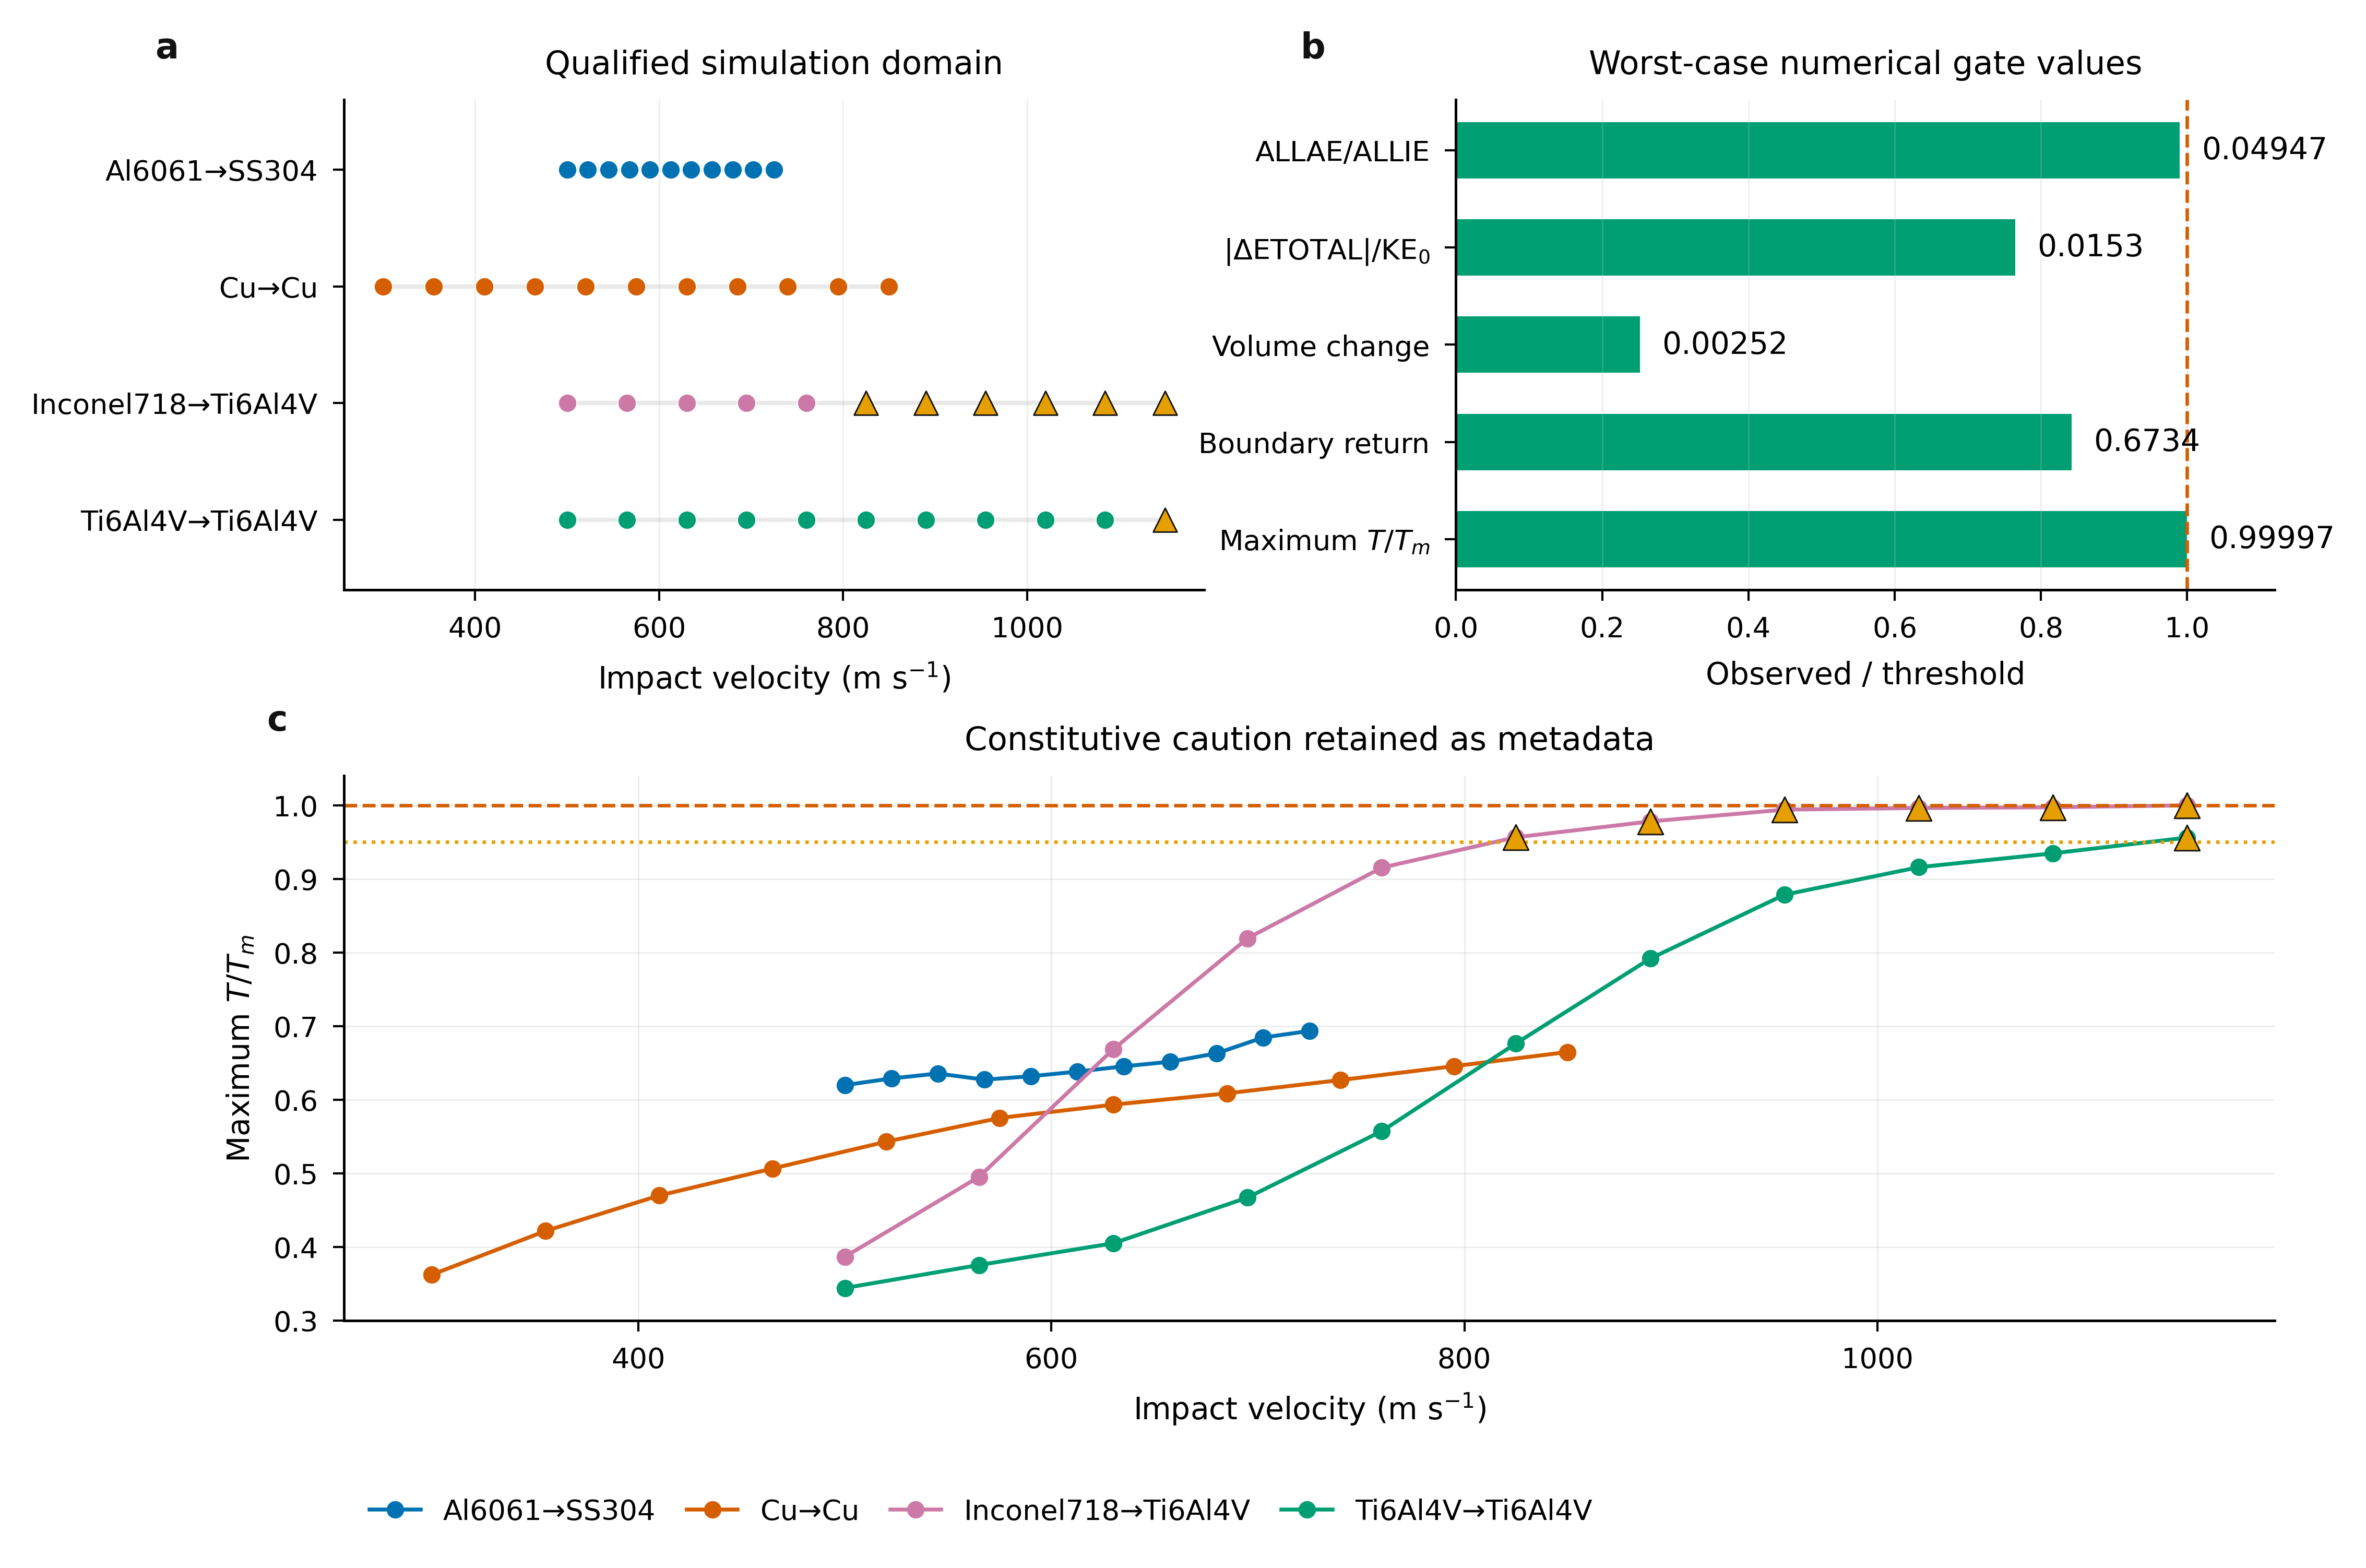 a
Qualified simulation domain
Al6061→SS304
Cu→Cu
Inconel718→Ti6Al4V
Ti6Al4V→Ti6Al4V
400 600 800 1000
Impact velocity (m s⁻¹)
b
Worst-case numerical gate values
ALLAE/ALLIE 0.04947
|ΔETOTAL|/KE₀ 0.0153
Volume change 0.00252
Boundary return 0.6734
Maximum T/Tₘ 0.99997
0.0 0.2 0.4 0.6 0.8 1.0
Observed / threshold
c
Constitutive caution retained as metadata
Maximum T/Tₘ
1.0
0.9
0.8
0.7
0.6
0.5
0.4
0.3
400 600 800 1000
Impact velocity (m s⁻¹)
Al6061→SS304 Cu→Cu Inconel718→Ti6Al4V Ti6Al4V→Ti6Al4V